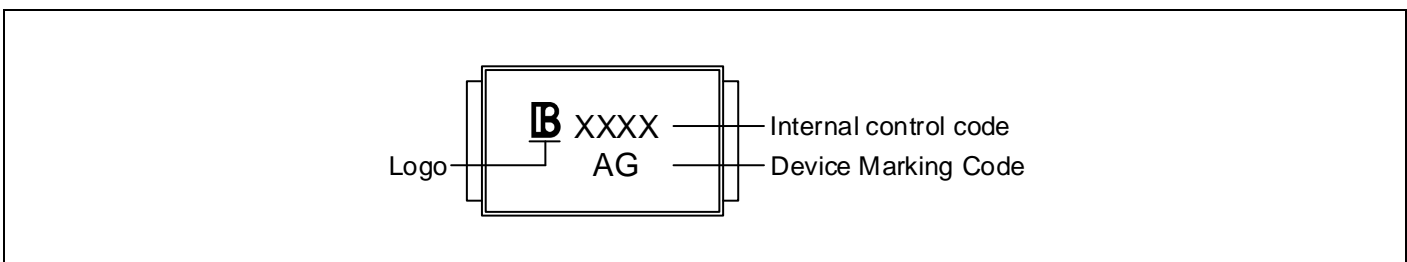 B XXXX
Internal control code
Logo
AG
Device Marking Code